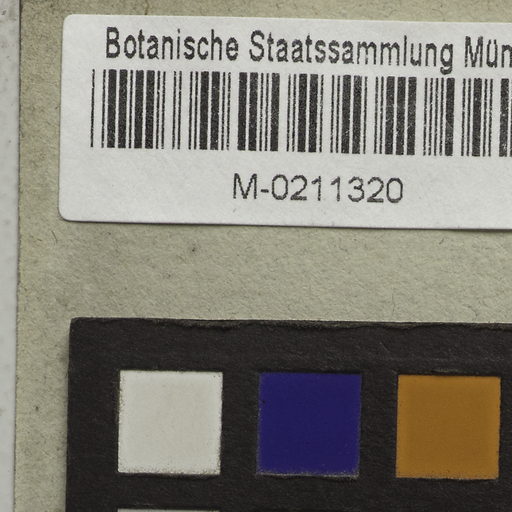 Botanische Staatssammlung Mün
M-0211320